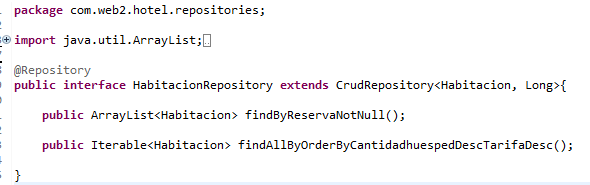 package com.web2.hotel.repositories;
import java.util.ArrayList;
@Repository
public interface HabitacionRepository extends CrudRepository<Habitacion, Long>{
public ArrayList<Habitacion> findByReservaNotNull();
public Iterable<Habitacion> findAllByOrderByCantidadhuespedDescTarifaDesc();
}